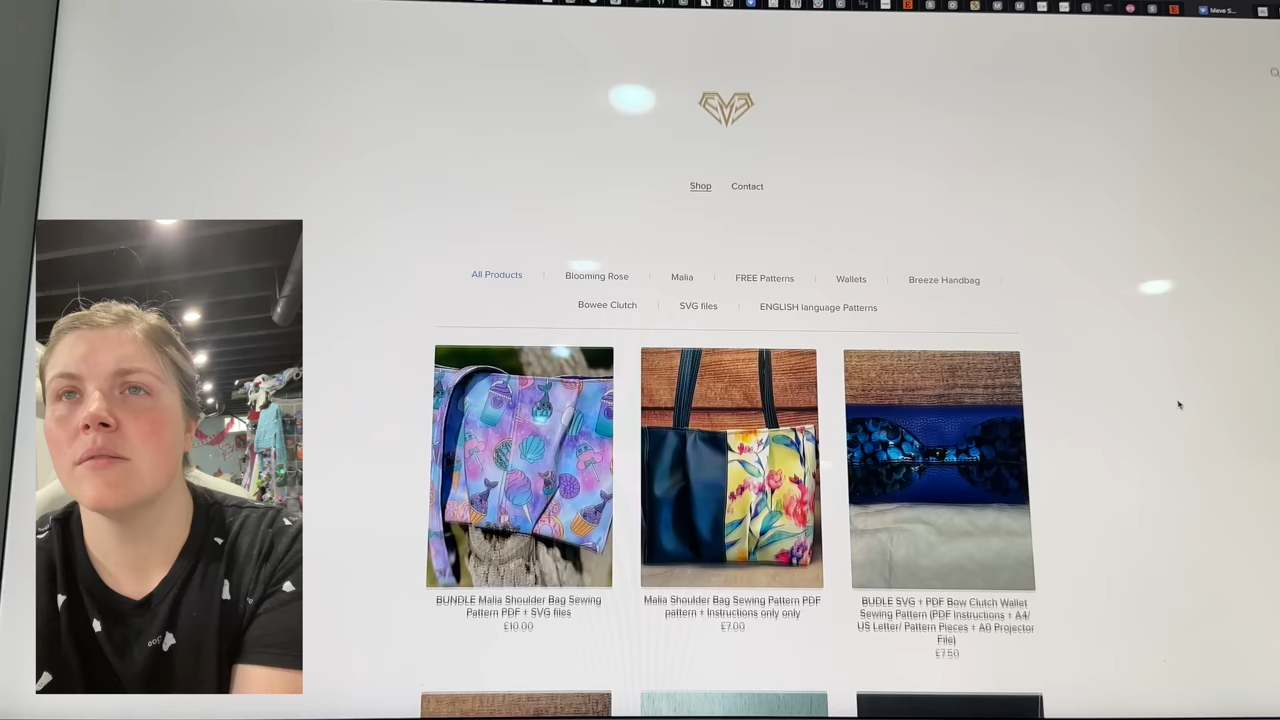 Meve S...
Shop Contact
All Products Blooming Rose Malia FREE Patterns Wallets Breeze Handbag
Bowee Clutch SVG files ENGLISH language Patterns
BUNDLE Malia Shoulder Bag Sewing
Pattern PDF + SVG files
£10.00
Malia Shoulder Bag Sewing Pattern PDF
pattern + Instructions only only
£7.00
BUDLE SVG + PDF Bow Clutch Wallet
Sewing Pattern (PDF Instructions + A4/
US Letter/ Pattern Pieces + A0 Projector
File)
£7.50